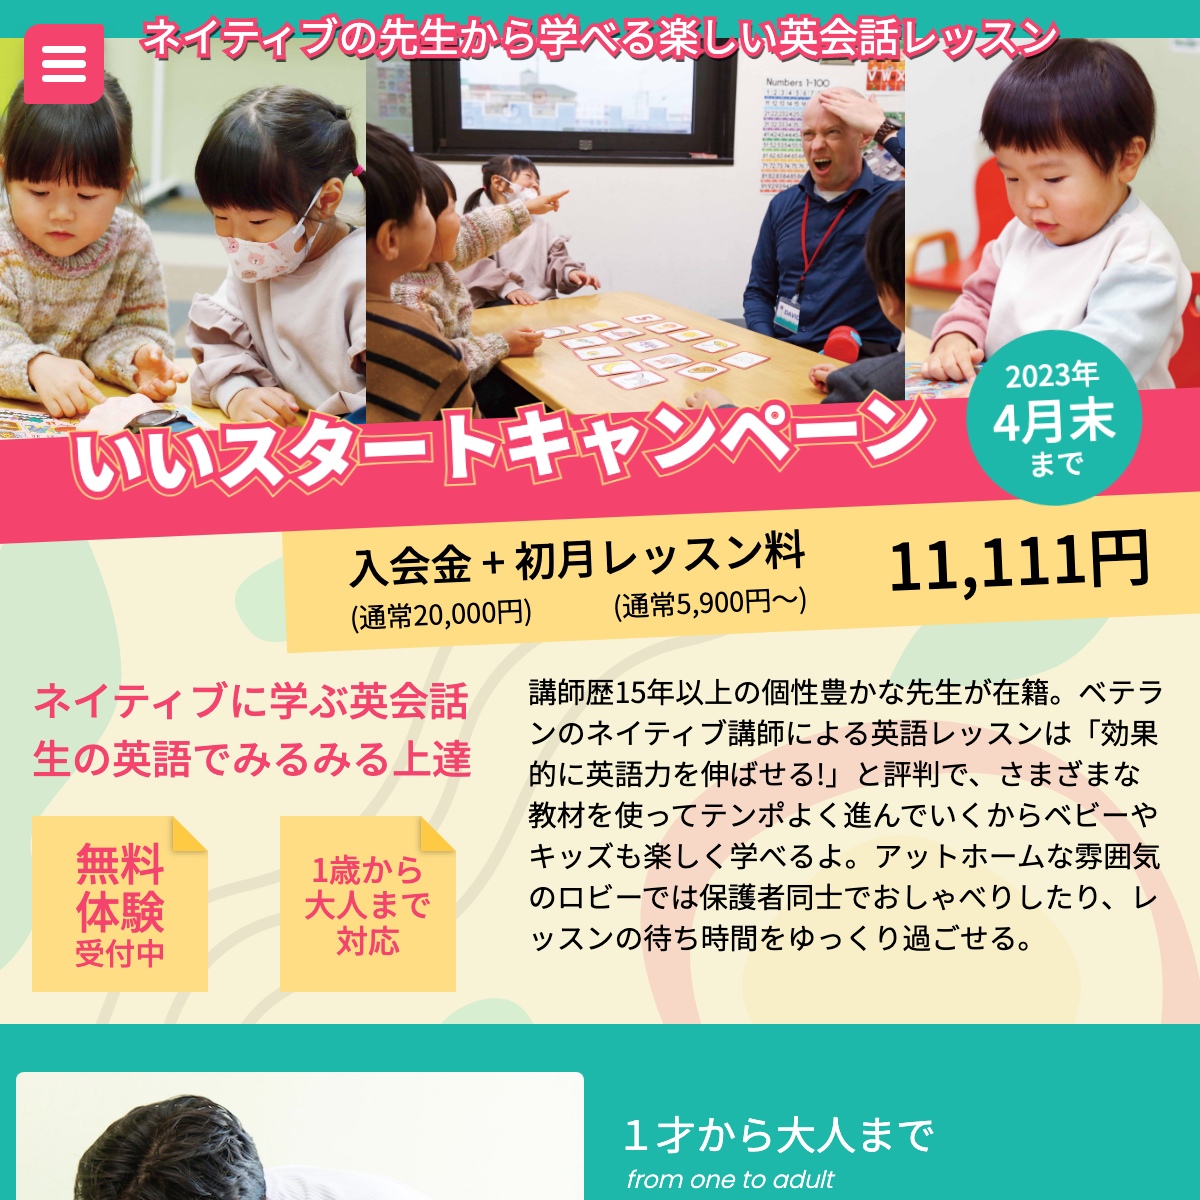 ネイティブの先生から学べる楽しい英会話レッスン
Numbers 1-100
V W X
DAVID
2023年
4月末
まで
いいスタートキャンペーン
入会金 + 初月レッスン料
11,111円
(通常20,000円)
(通常5,900円〜)
ネイティブに学ぶ英会話
生の英語でみるみる上達
無料
体験
受付中
1歳から
大人まで
対応
講師歴15年以上の個性豊かな先生が在籍。ベテラ
ンのネイティブ講師による英語レッスンは「効果
的に英語力を伸ばせる!」と評判で、さまざまな
教材を使ってテンポよく進んでいくからベビーや
キッズも楽しく学べるよ。アットホームな雰囲気
のロビーでは保護者同士でおしゃべりしたり、レ
ッスンの待ち時間をゆっくり過ごせる。
１才から大人まで
from one to adult